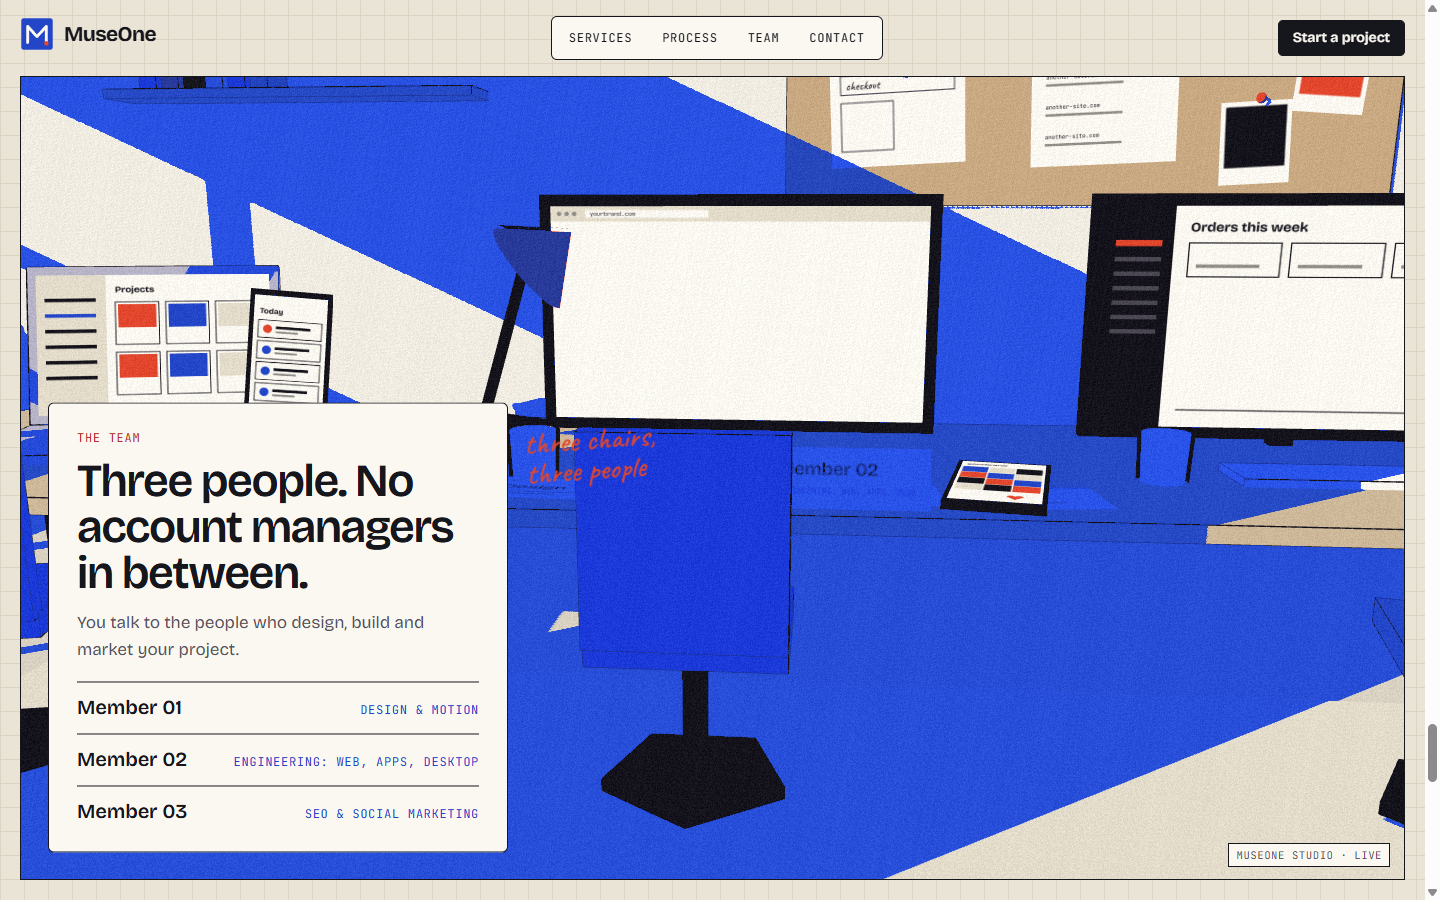 MuseOne
SERVICES PROCESS TEAM CONTACT
Start a project
checkout
another-site.com
another-site.com
yourbrand.com
Orders this week
Projects
Today
three chairs,
three people
ember 02
THE TEAM
Three people. No
account managers
in between.
You talk to the people who design, build and
market your project.
Member 01 DESIGN & MOTION
Member 02 ENGINEERING: WEB, APPS, DESKTOP
Member 03 SEO & SOCIAL MARKETING
MUSEONE STUDIO · LIVE